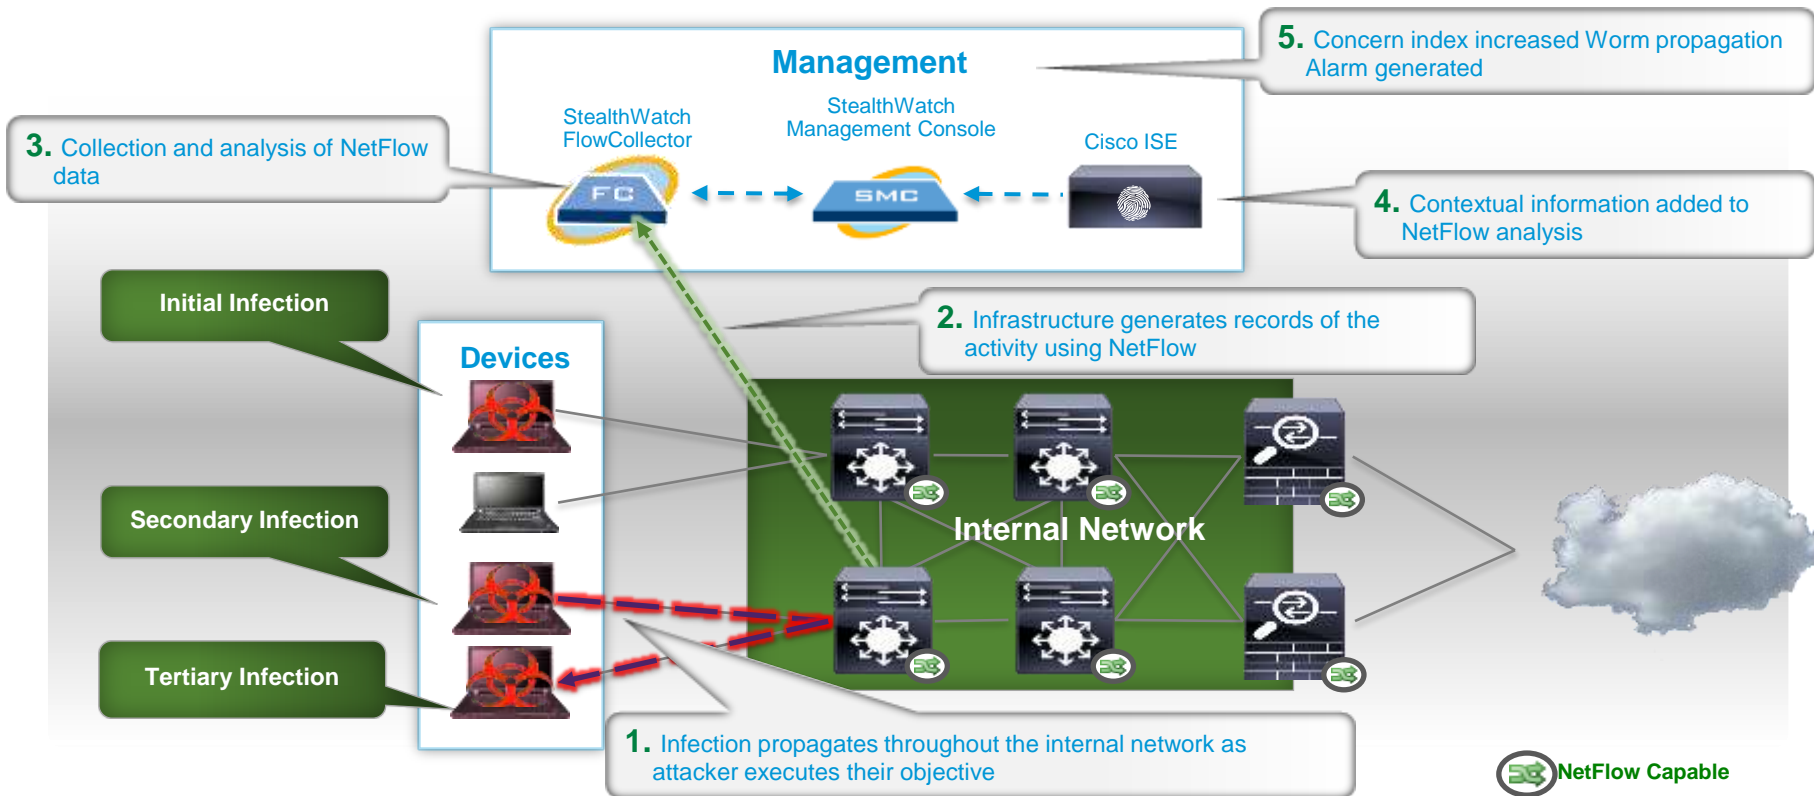 5. Concern index increased Worm propagation
Alarm generated
Management
StealthWatch
FlowCollector
StealthWatch
Management Console
Cisco ISE
3. Collection and analysis of NetFlow
data
FC
SMC
4. Contextual information added to
NetFlow analysis
Initial Infection
2. Infrastructure generates records of the
activity using NetFlow
Devices
Secondary Infection
Internal Network
Tertiary Infection
1. Infection propagates throughout the internal network as
attacker executes their objective
NetFlow Capable